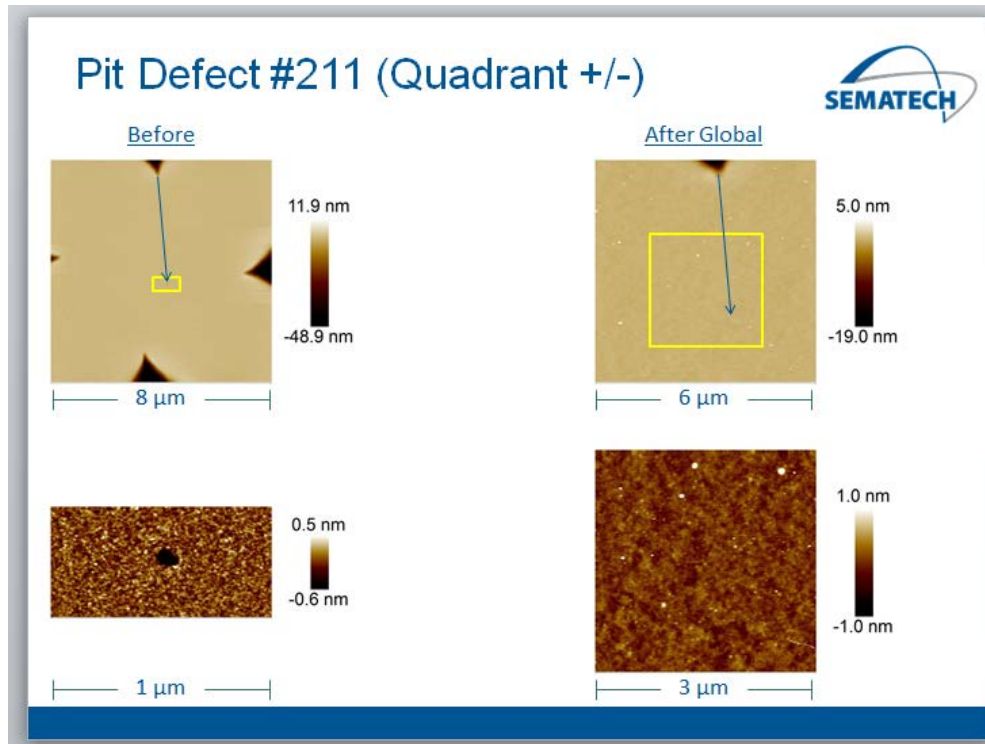 Pit Defect #211 (Quadrant +/-)
SEMATECH
Before
11.9 nm
-48.9 nm
8 µm
After Global
5.0 nm
-19.0 nm
6 µm
0.5 nm
-0.6 nm
1 µm
1.0 nm
-1.0 nm
3 µm